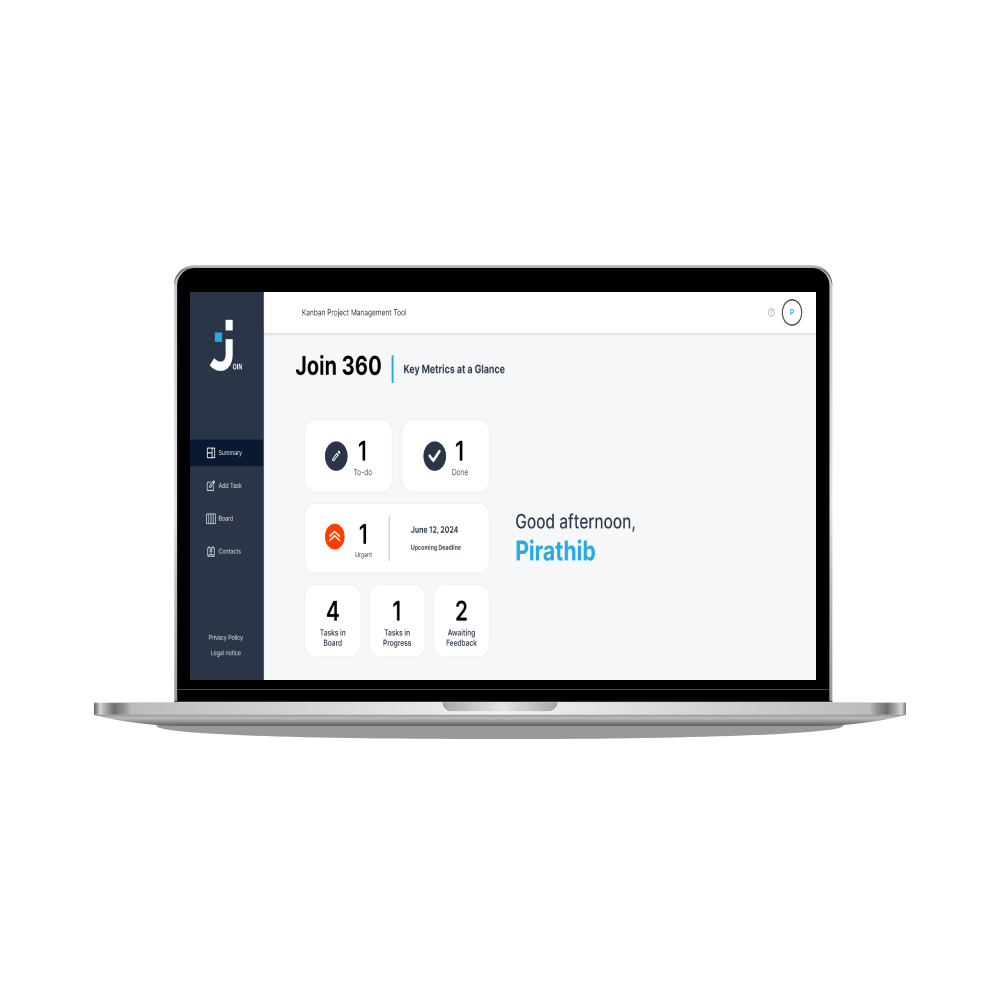 Kanban Project Management Tool
P
OIN
Join 360
Key Metrics at a Glance
Summary
Add Task
Board
Contacts
Privacy Policy
Legal notice
1
To-do
1
Done
1
Urgent
June 12, 2024
Upcoming Deadline
4
Tasks in
Board
1
Tasks in
Progress
2
Awaiting
Feedback
Good afternoon,
Pirathib